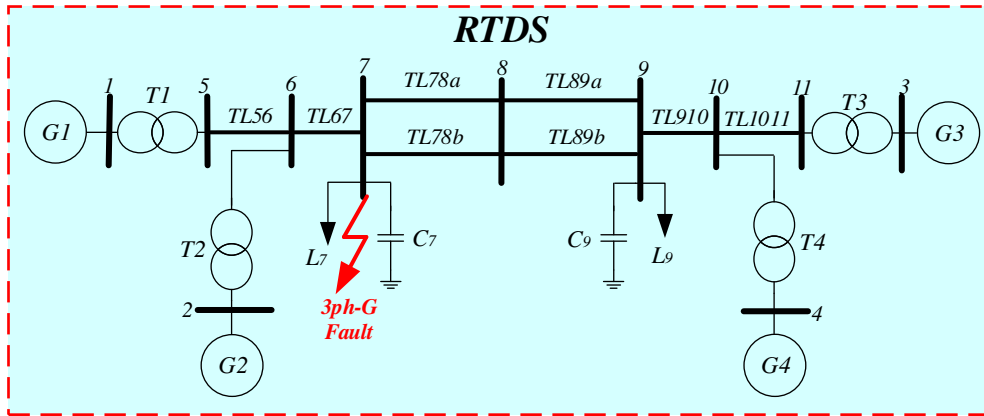 RTDS
7
8
9
1
T1
5
6
TL78a
TL89a
10
11
T3
3
TL56
TL67
TL910
TL1011
G1
G3
TL78b
TL89b
T2
L7
C7
C9
L9
T4
3ph-G
Fault
2
4
G2
G4